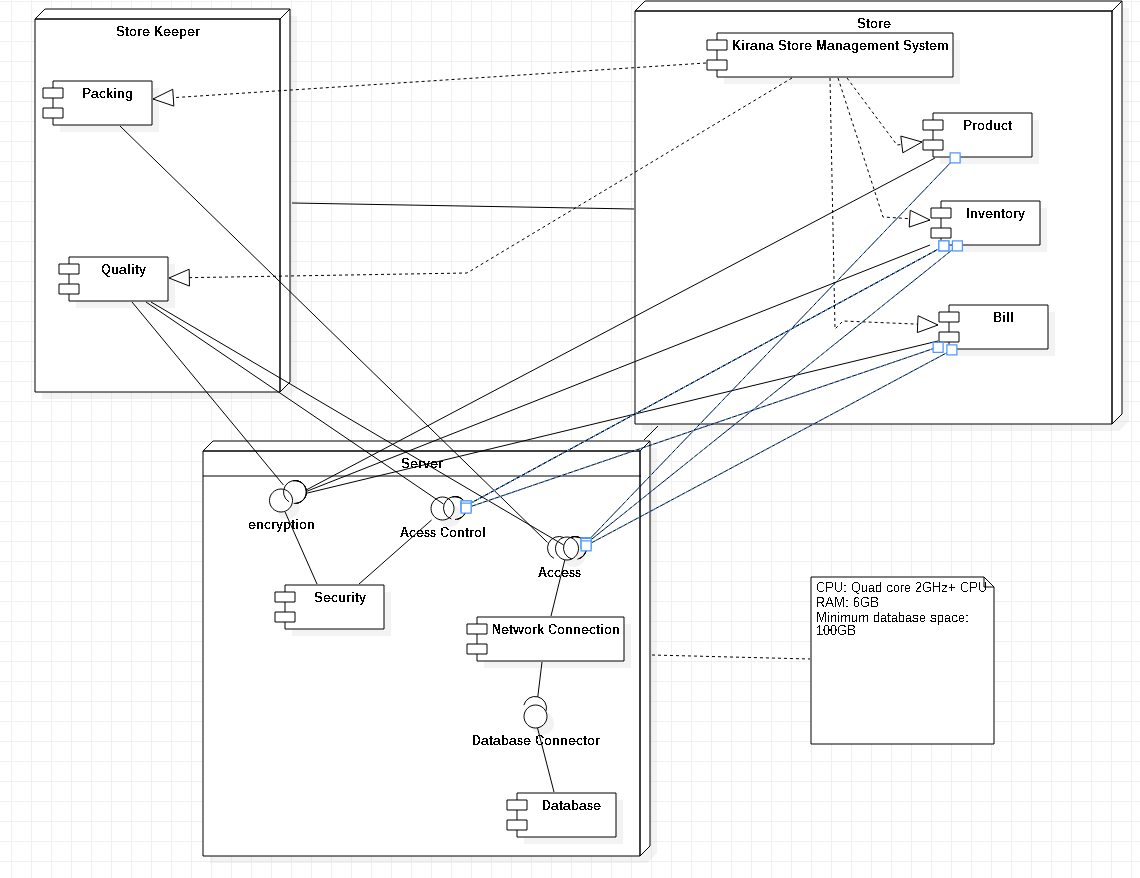 Store Keeper
Packing
Quality
Store
Kirana Store Management System
Product
Inventory
Bill
Server
encryption
Acess Control
Access
Security
Network Connection
Database Connector
Database
CPU: Quad core 2GHz+ CPU
RAM: 6GB
Minimum database space:
100GB